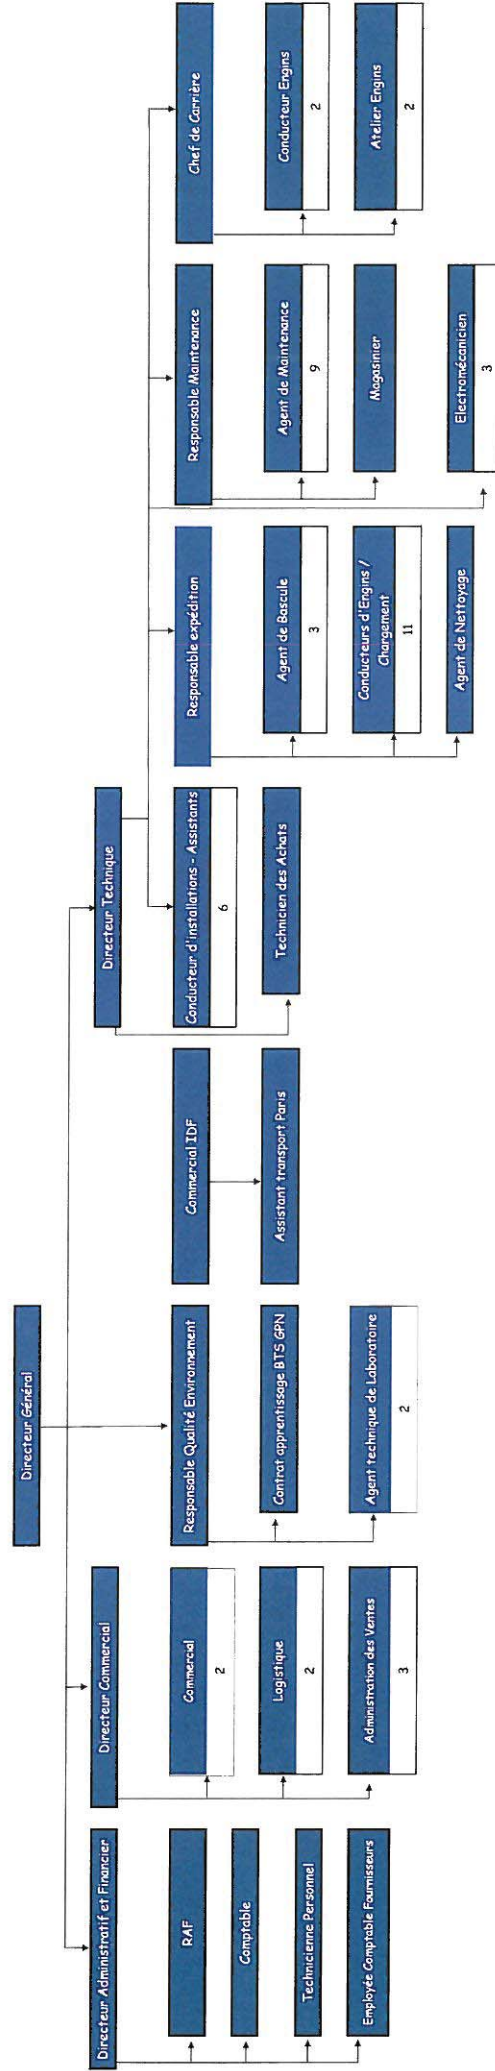 Directeur Général
Directeur Administratif et Financier
RAF
Comptable
Technicienne Personnel
Employée Comptable Fournisseurs
Directeur Commercial
Commercial
2
Logistique
2
Administration des Ventes
3
Responsable Qualité Environnement
Contrat apprentissage BTS GPN
Agent technique de Laboratoire
2
Commercial IDF
Assistant transport Paris
Directeur Technique
Conducteur d'installations - Assistants
6
Technicien des Achats
Responsable expédition
Agent de Bascule
3
Conducteurs d'Engins /
Chargement
11
Agent de Nettoyage
Responsable Maintenance
Agent de Maintenance
9
Magasinier
Electromécanicien
3
Chef de Carrière
Conducteur Engins
2
Atelier Engins
2